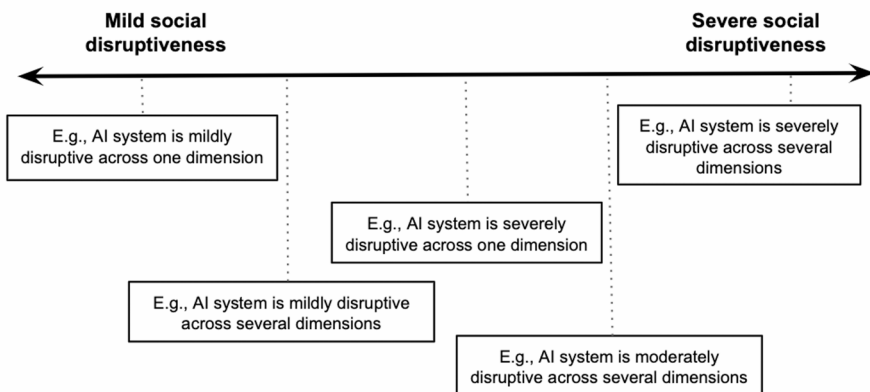 Mild social
disruptiveness
Severe social
disruptiveness
E.g., AI system is mildly
disruptive across one dimension
E.g., AI system is severely
disruptive across several
dimensions
E.g., AI system is severely
disruptive across one dimension
E.g., AI system is mildly disruptive
across several dimensions
E.g., AI system is moderately
disruptive across several dimensions